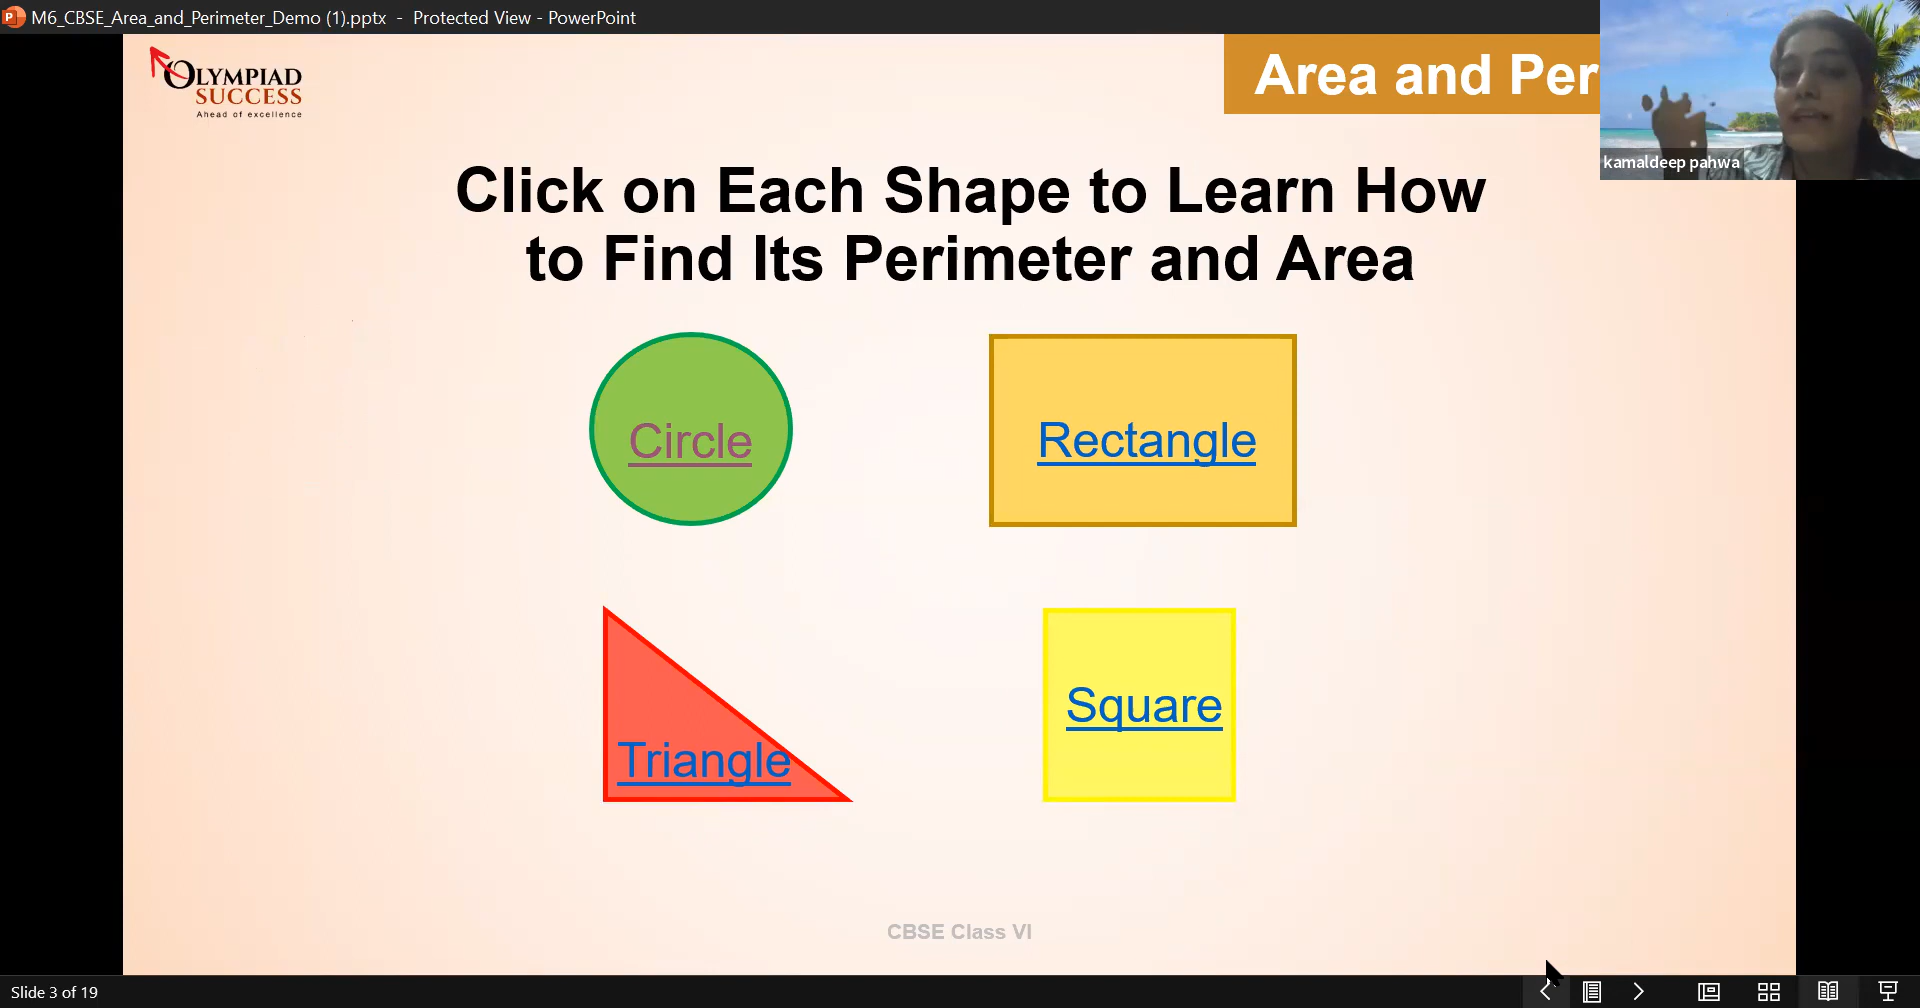 M6_CBSE_Area_and_Perimeter_Demo (1).pptx - Protected View - PowerPoint
OLYMPIAD
SUCCESS
Ahead of excellence
Area and Per
kamaldeep pahwa
Click on Each Shape to Learn How
to Find Its Perimeter and Area
Circle
Rectangle
Triangle
Square
CBSE Class VI
Slide 3 of 19